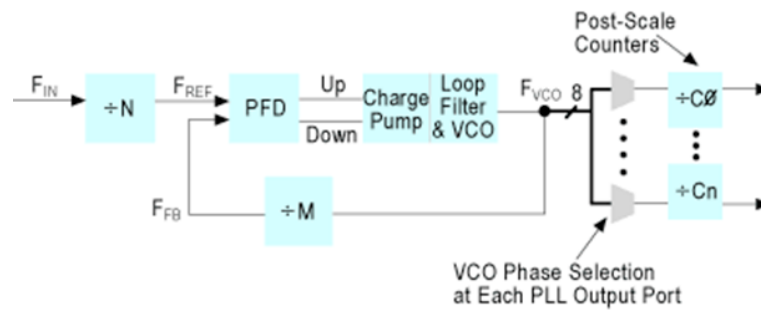 Post-Scale
Counters
F_IN
÷N
F_REF
PFD
Up
Down
Charge
Pump
Loop
Filter
& VCO
F_VCO
8
÷CØ
÷Cn
F_FB
÷M
VCO Phase Selection
at Each PLL Output Port